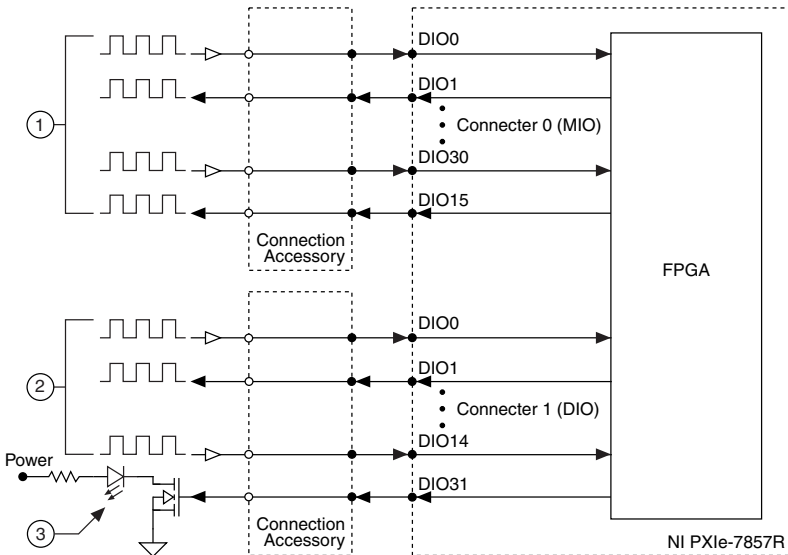 DIO0
DIO1
1
Connecter 0 (MIO)
DIO30
DIO15
Connection
Accessory
FPGA
DIO0
DIO1
2
Connecter 1 (DIO)
DIO14
Power
DIO31
3
Connection
Accessory
NI PXIe-7857R